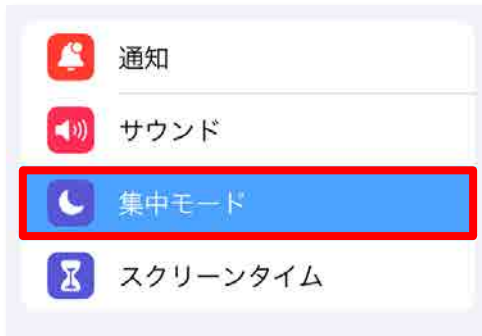 通知
サウンド
集中モード
スクリーンタイム